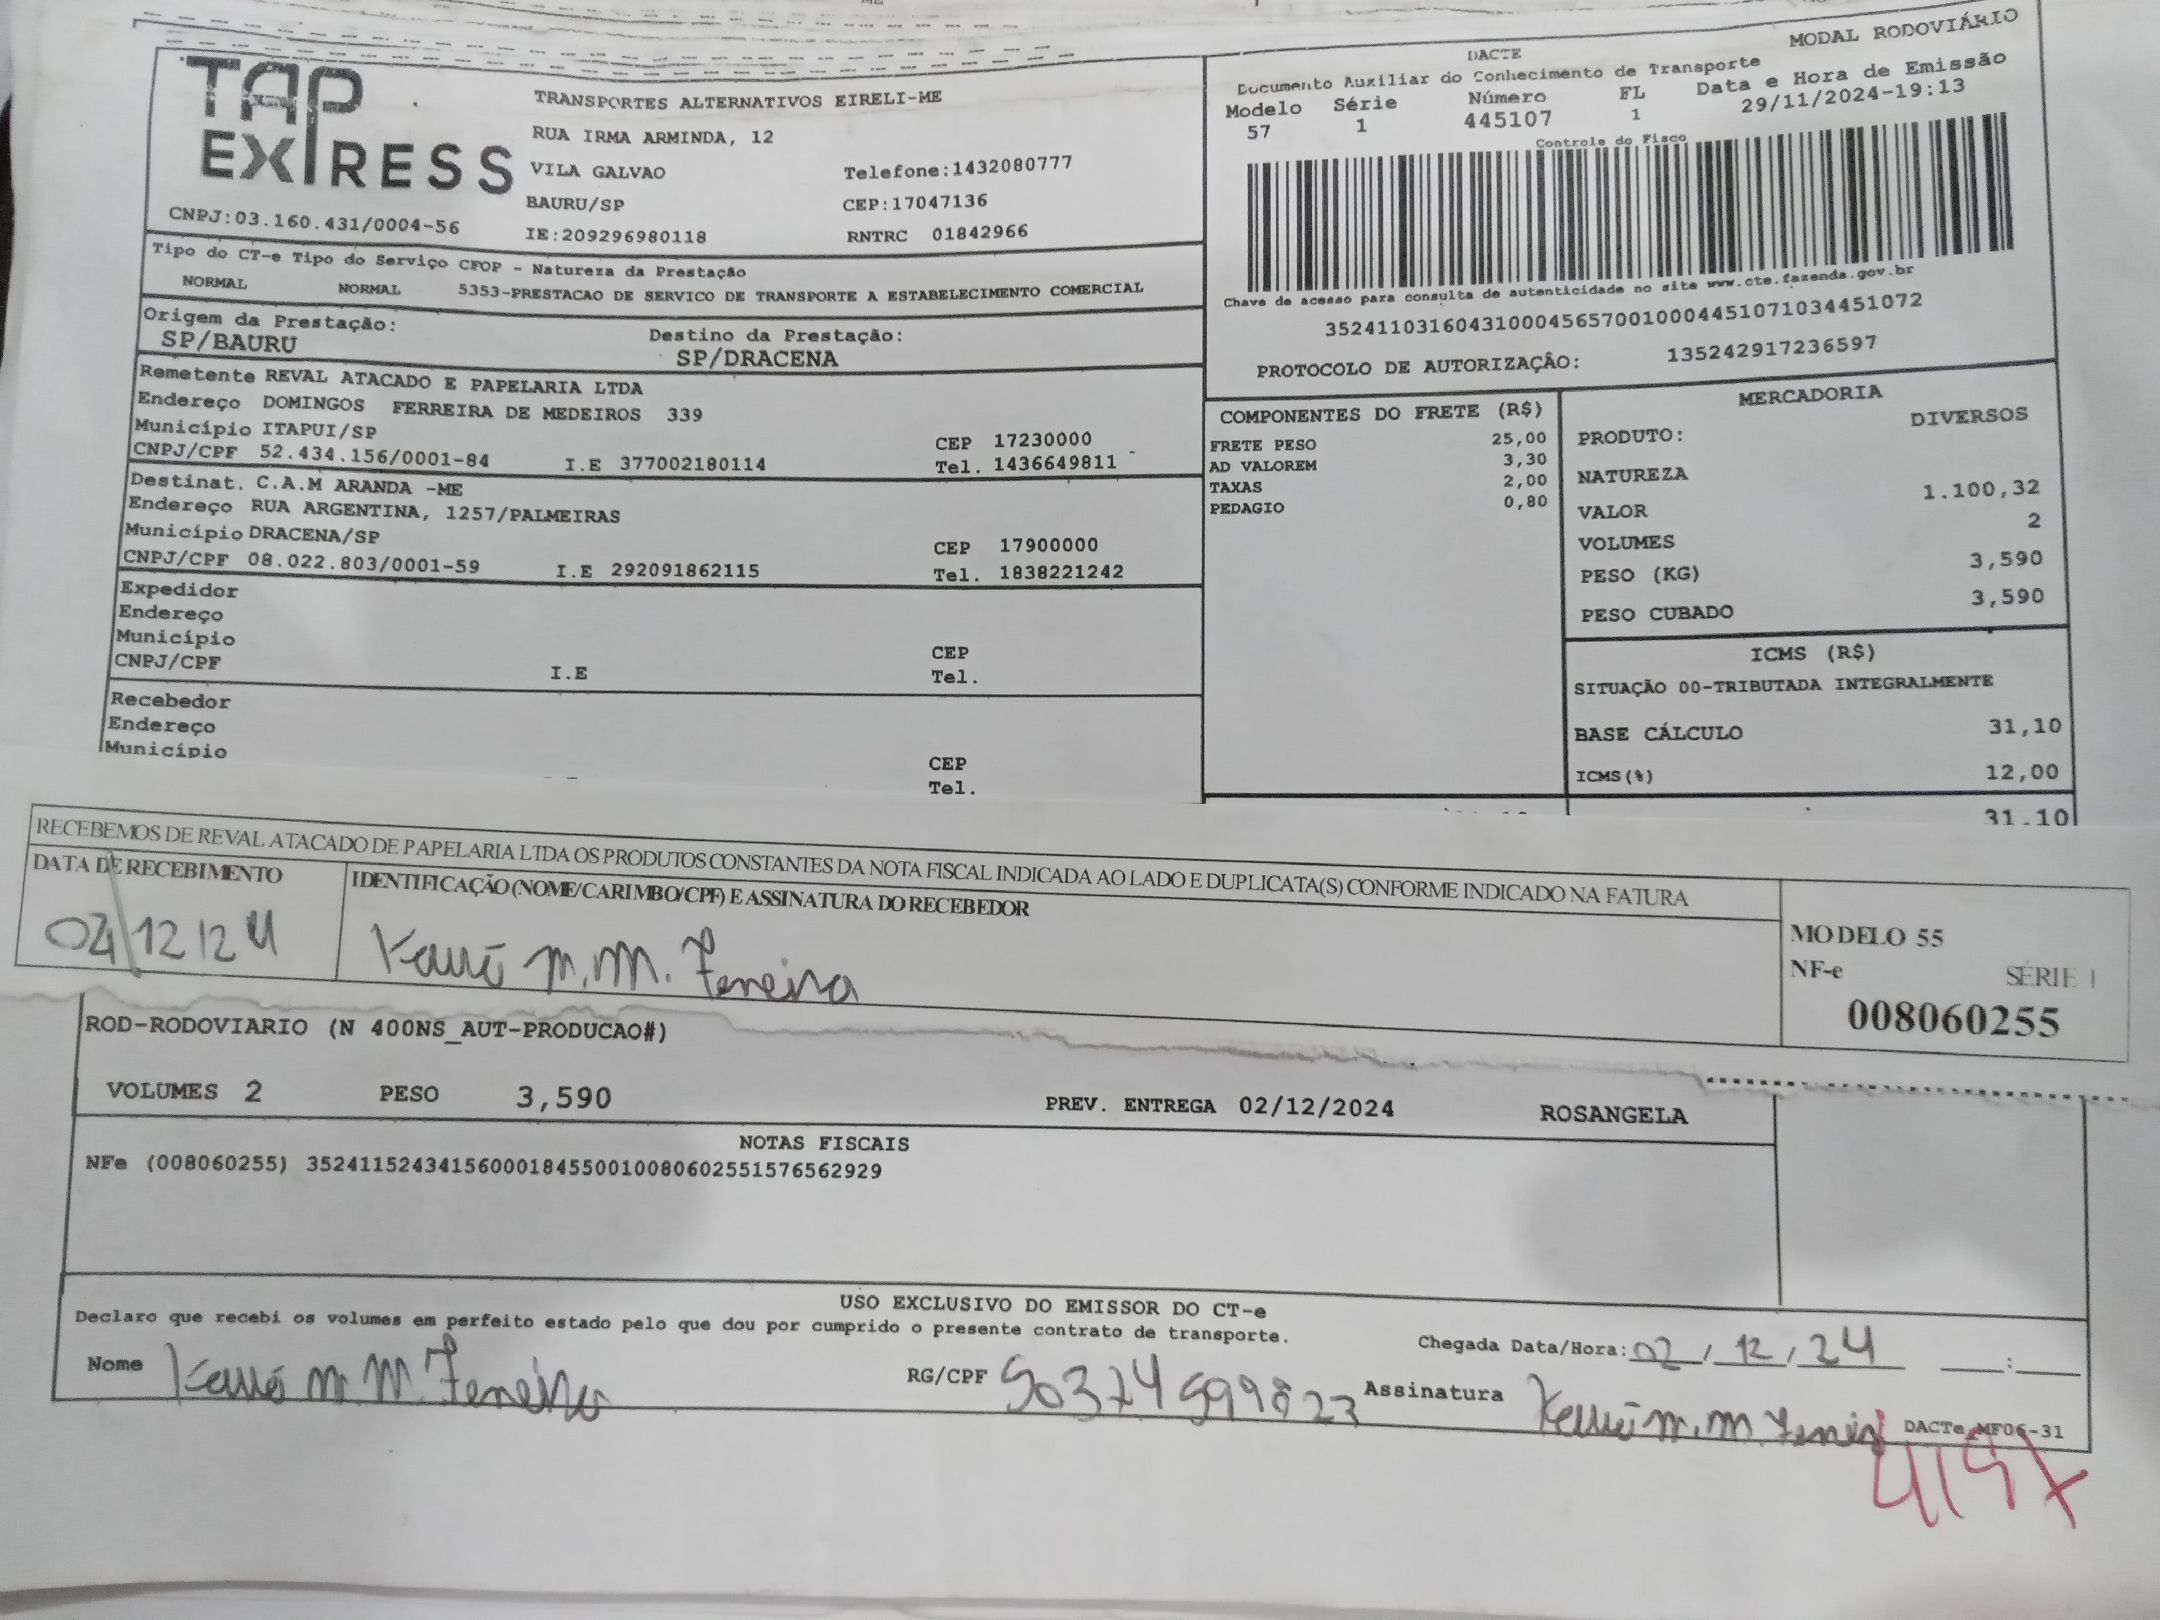 TAP
EXPRESS
TRANSPORTES ALTERNATIVOS EIRELI-ME
RUA IRMA ARMINDA, 12
VILA GALVAO Telefone:1432080777
BAURU/SP CEP:17047136
CNPJ:03.160.431/0004-56 IE:209296980118 RNTRC 01842966
DACTE MODAL RODOVIÁRIO
Documento Auxiliar do Conhecimento de Transporte
Modelo Série Número FL Data e Hora de Emissão
57 1 445107 1 29/11/2024-19:13
Controle do Fisco
Chave de acesso para consulta de autenticidade no site www.cte.fazenda.gov.br
35241103160431000456570010004451071034451072
PROTOCOLO DE AUTORIZAÇÃO: 135242917236597
Tipo do CT-e Tipo do Serviço CFOP - Natureza da Prestação
NORMAL NORMAL 5353-PRESTACAO DE SERVICO DE TRANSPORTE A ESTABELECIMENTO COMERCIAL
Origem da Prestação: Destino da Prestação:
SP/BAURU SP/DRACENA
Remetente REVAL ATACADO E PAPELARIA LTDA
Endereço DOMINGOS FERREIRA DE MEDEIROS 339
Município ITAPUI/SP CEP 17230000
CNPJ/CPF 52.434.156/0001-84 I.E 377002180114 Tel. 1436649811
Destinat. C.A.M ARANDA -ME
Endereço RUA ARGENTINA, 1257/PALMEIRAS
Município DRACENA/SP CEP 17900000
CNPJ/CPF 08.022.803/0001-59 I.E 292091862115 Tel. 1838221242
Expedidor
Endereço
Município CEP
CNPJ/CPF I.E Tel.
Recebedor
Endereço
Município CEP
Tel.
COMPONENTES DO FRETE (R$)
FRETE PESO 25,00
AD VALOREM 3,30
TAXAS 2,00
PEDAGIO 0,80
MERCADORIA
PRODUTO: DIVERSOS
NATUREZA
VALOR 1.100,32
VOLUMES 2
PESO (KG) 3,590
PESO CUBADO 3,590
ICMS (R$)
SITUAÇÃO 00-TRIBUTADA INTEGRALMENTE
BASE CÁLCULO 31,10
ICMS(%) 12,00
31.10
RECEBEMOS DE REVAL ATACADO DE PAPELARIA LTDA OS PRODUTOS CONSTANTES DA NOTA FISCAL INDICADA AO LADO E DUPLICATA(S) CONFORME INDICADO NA FATURA
DATA DE RECEBIMENTO IDENTIFICAÇÃO (NOME/CARIMBO/CPF) E ASSINATURA DO RECEBEDOR
02/12/24 Kauê M. M. Ferreira
MODELO 55
NF-e SÉRIE 1
008060255
ROD-RODOVIARIO (N 400NS_AUT-PRODUCAO#)
VOLUMES 2 PESO 3,590 PREV. ENTREGA 02/12/2024 ROSANGELA
NOTAS FISCAIS
NFe (008060255) 35241152434156000184550010080602551576562929
USO EXCLUSIVO DO EMISSOR DO CT-e
Declaro que recebi os volumes em perfeito estado pelo que dou por cumprido o presente contrato de transporte.
Chegada Data/Hora: 02/12/24 __:__
Nome Kauê M. M. Ferreira RG/CPF 50374599823 Assinatura Kauê M. M. Ferreira
DACTe MF06-31